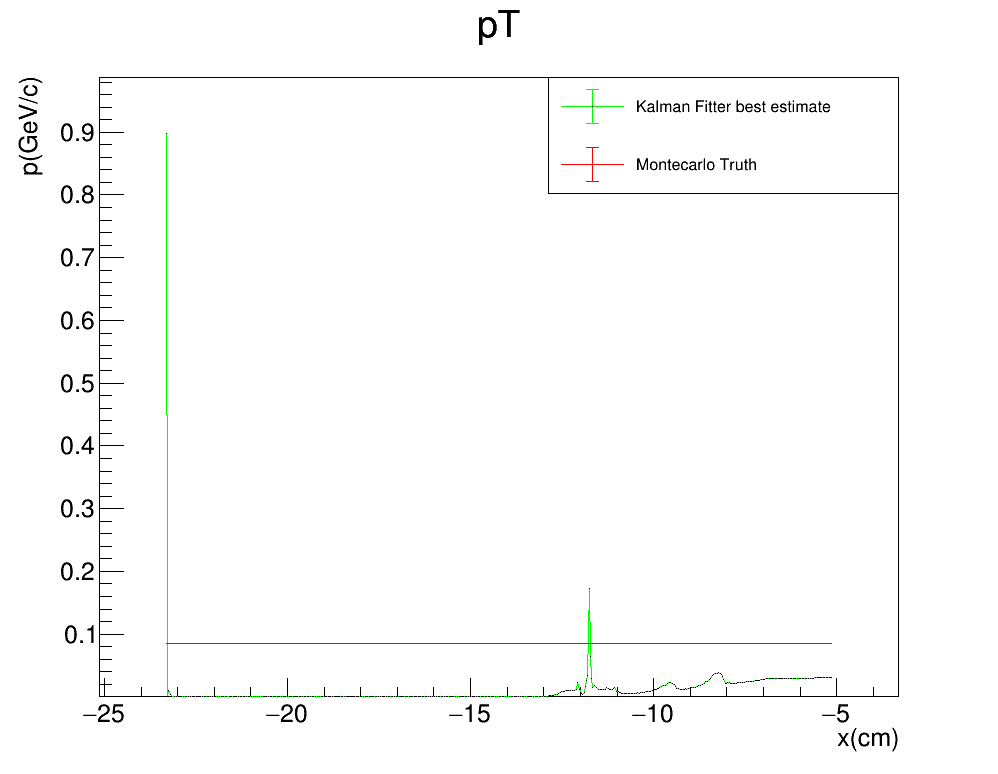 pT
p(GeV/c)
Kalman Fitter best estimate
Montecarlo Truth
0.9
0.8
0.7
0.6
0.5
0.4
0.3
0.2
0.1
−25 −20 −15 −10 −5
x(cm)